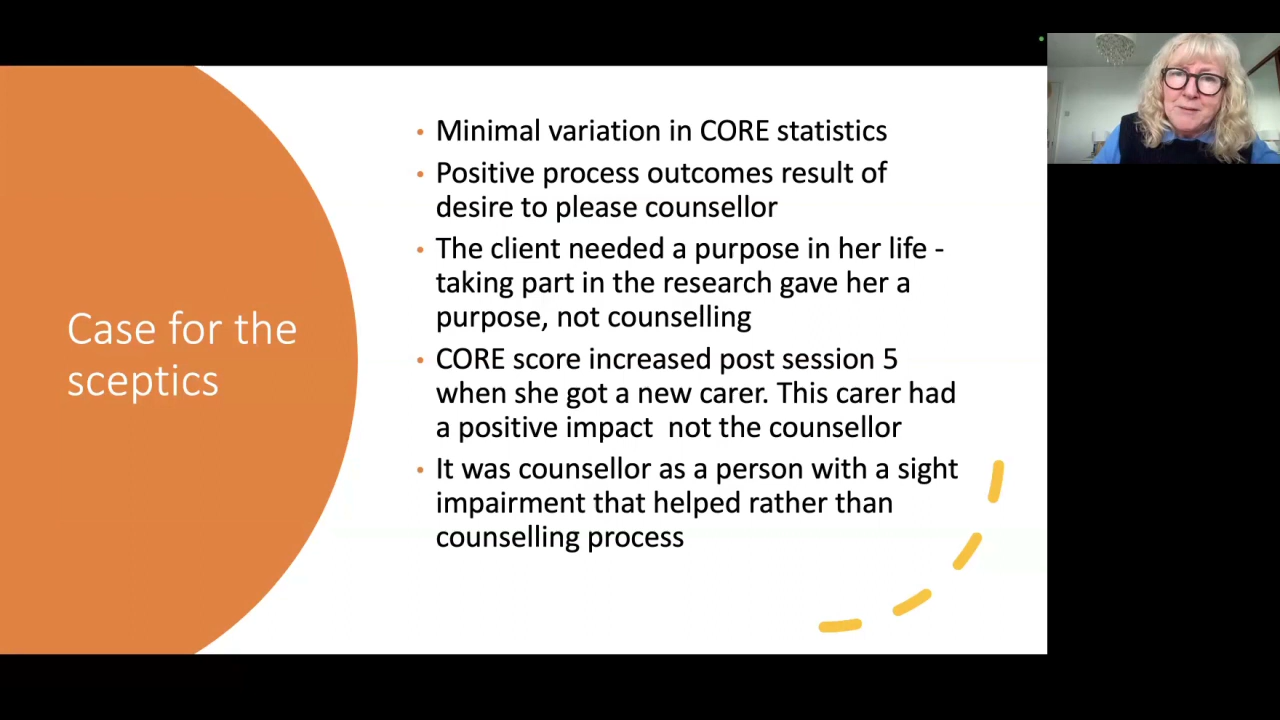 Case for the
sceptics
• Minimal variation in CORE statistics
• Positive process outcomes result of
desire to please counsellor
• The client needed a purpose in her life -
taking part in the research gave her a
purpose, not counselling
• CORE score increased post session 5
when she got a new carer. This carer had
a positive impact  not the counsellor
• It was counsellor as a person with a sight
impairment that helped rather than
counselling process